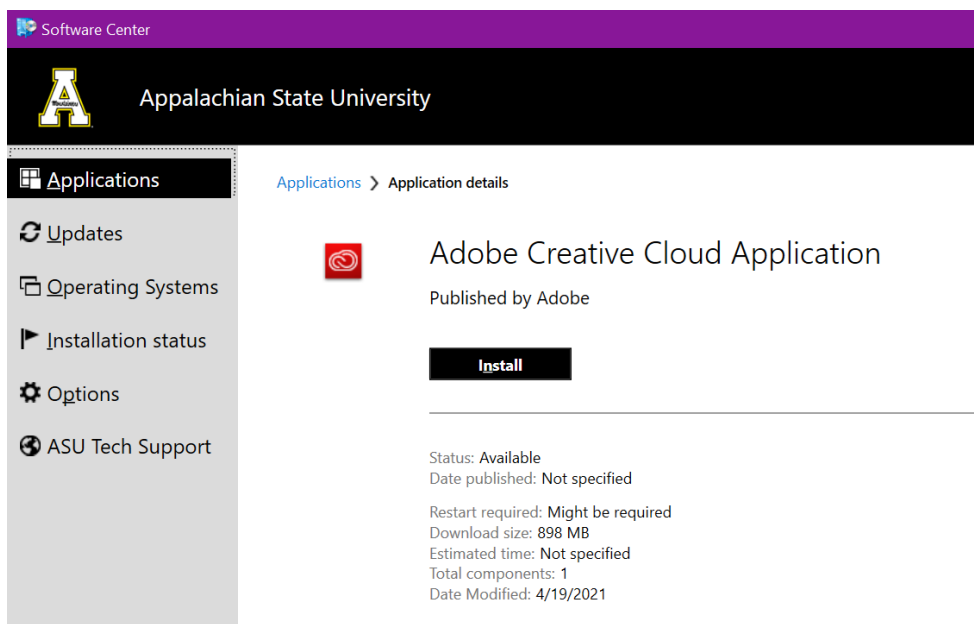 Software Center
Appalachian State University
Applications
Updates
Operating Systems
Installation status
Options
ASU Tech Support
Applications ❯ Application details
Adobe Creative Cloud Application
Published by Adobe
Install
Status: Available
Date published: Not specified
Restart required: Might be required
Download size: 898 MB
Estimated time: Not specified
Total components: 1
Date Modified: 4/19/2021